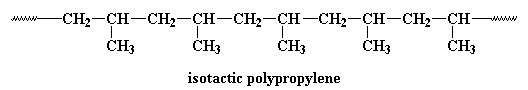 CH₂—CH—CH₂—CH—CH₂—CH—CH₂—CH—CH₂—CH
CH₃ CH₃ CH₃ CH₃ CH₃
isotactic polypropylene